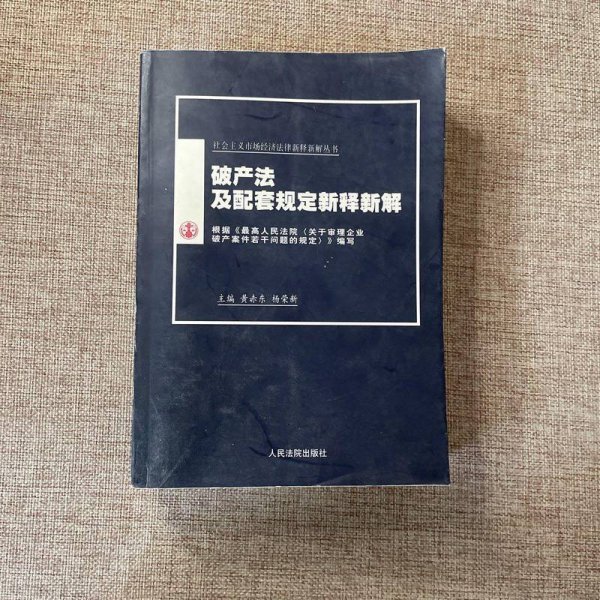 社会主义市场经济法律新释新解丛书
破产法
及配套规定新释新解
根据《最高人民法院〈关于审理企业
破产案件若干问题的规定〉》编写
主编 黄赤东 杨荣新
人民法院出版社